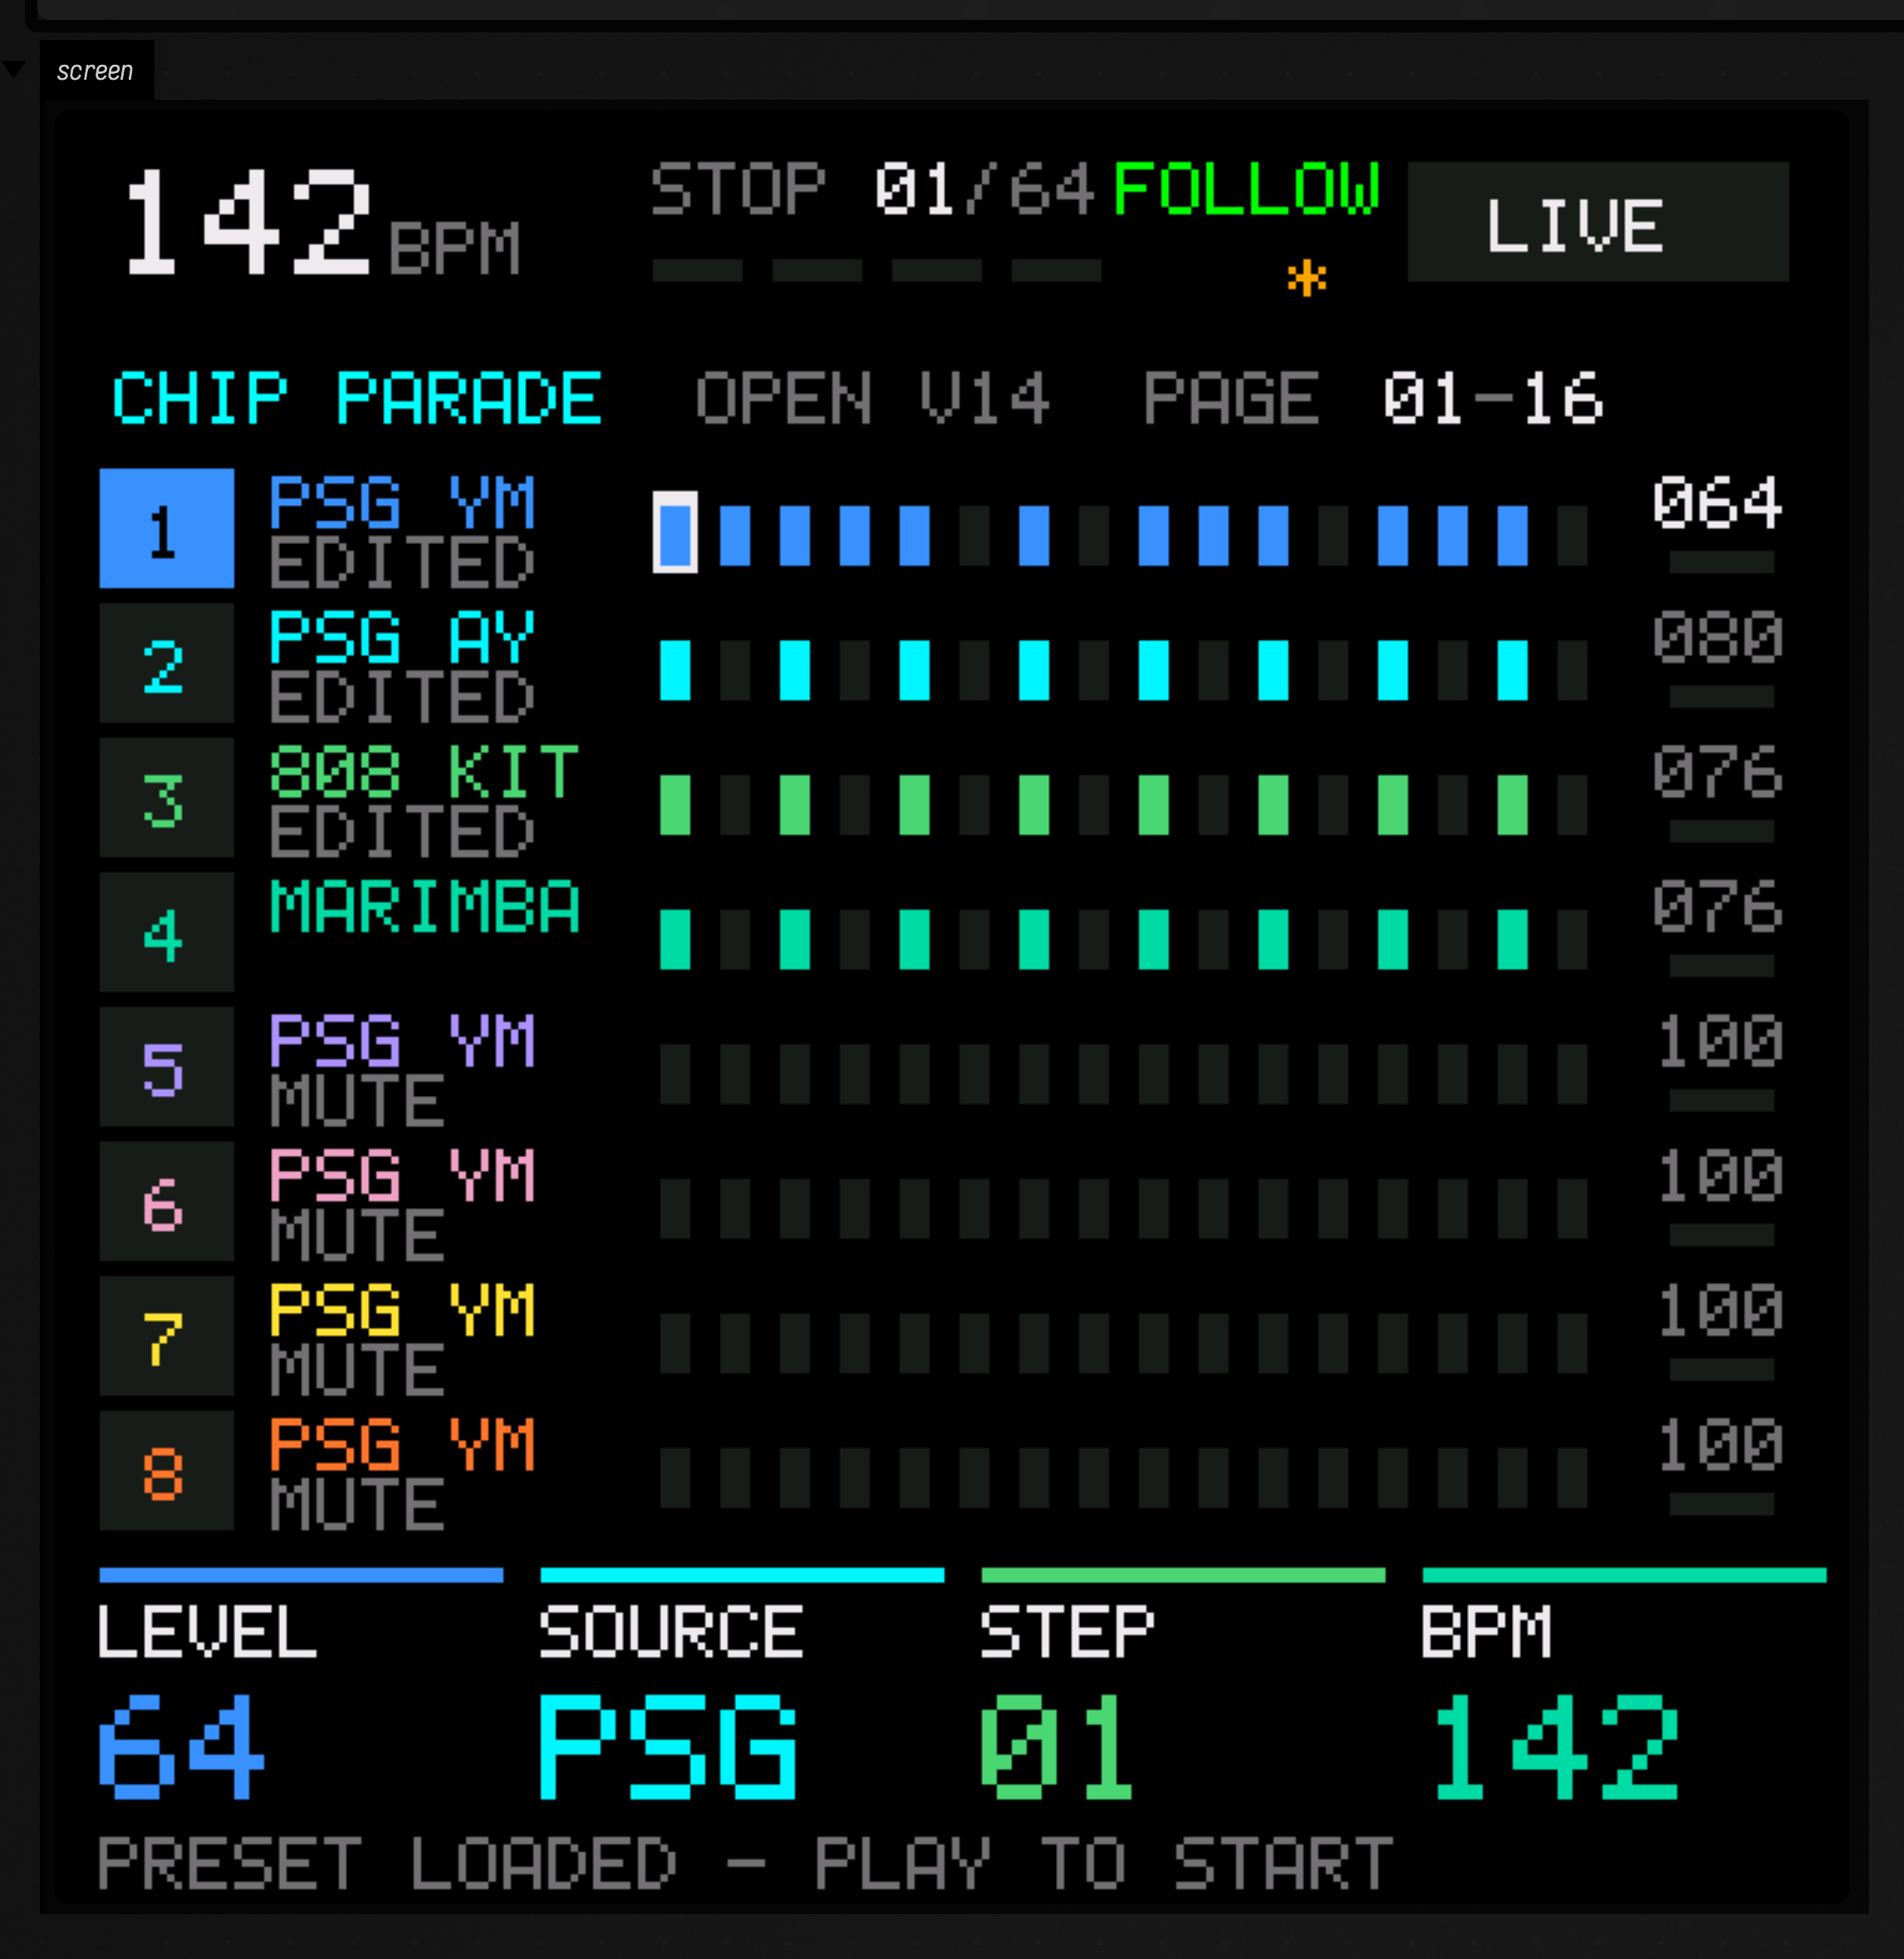 screen
142 BPM STOP 01/64 FOLLOW LIVE
*
CHIP PARADE OPEN V14 PAGE 01-16
1 PSG YM 064
EDITED
2 PSG AY 080
EDITED
3 808 KIT 076
EDITED
4 MARIMBA 076
5 PSG YM 100
MUTE
6 PSG YM 100
MUTE
7 PSG YM 100
MUTE
8 PSG YM 100
MUTE
LEVEL SOURCE STEP BPM
64 PSG 01 142
PRESET LOADED - PLAY TO START